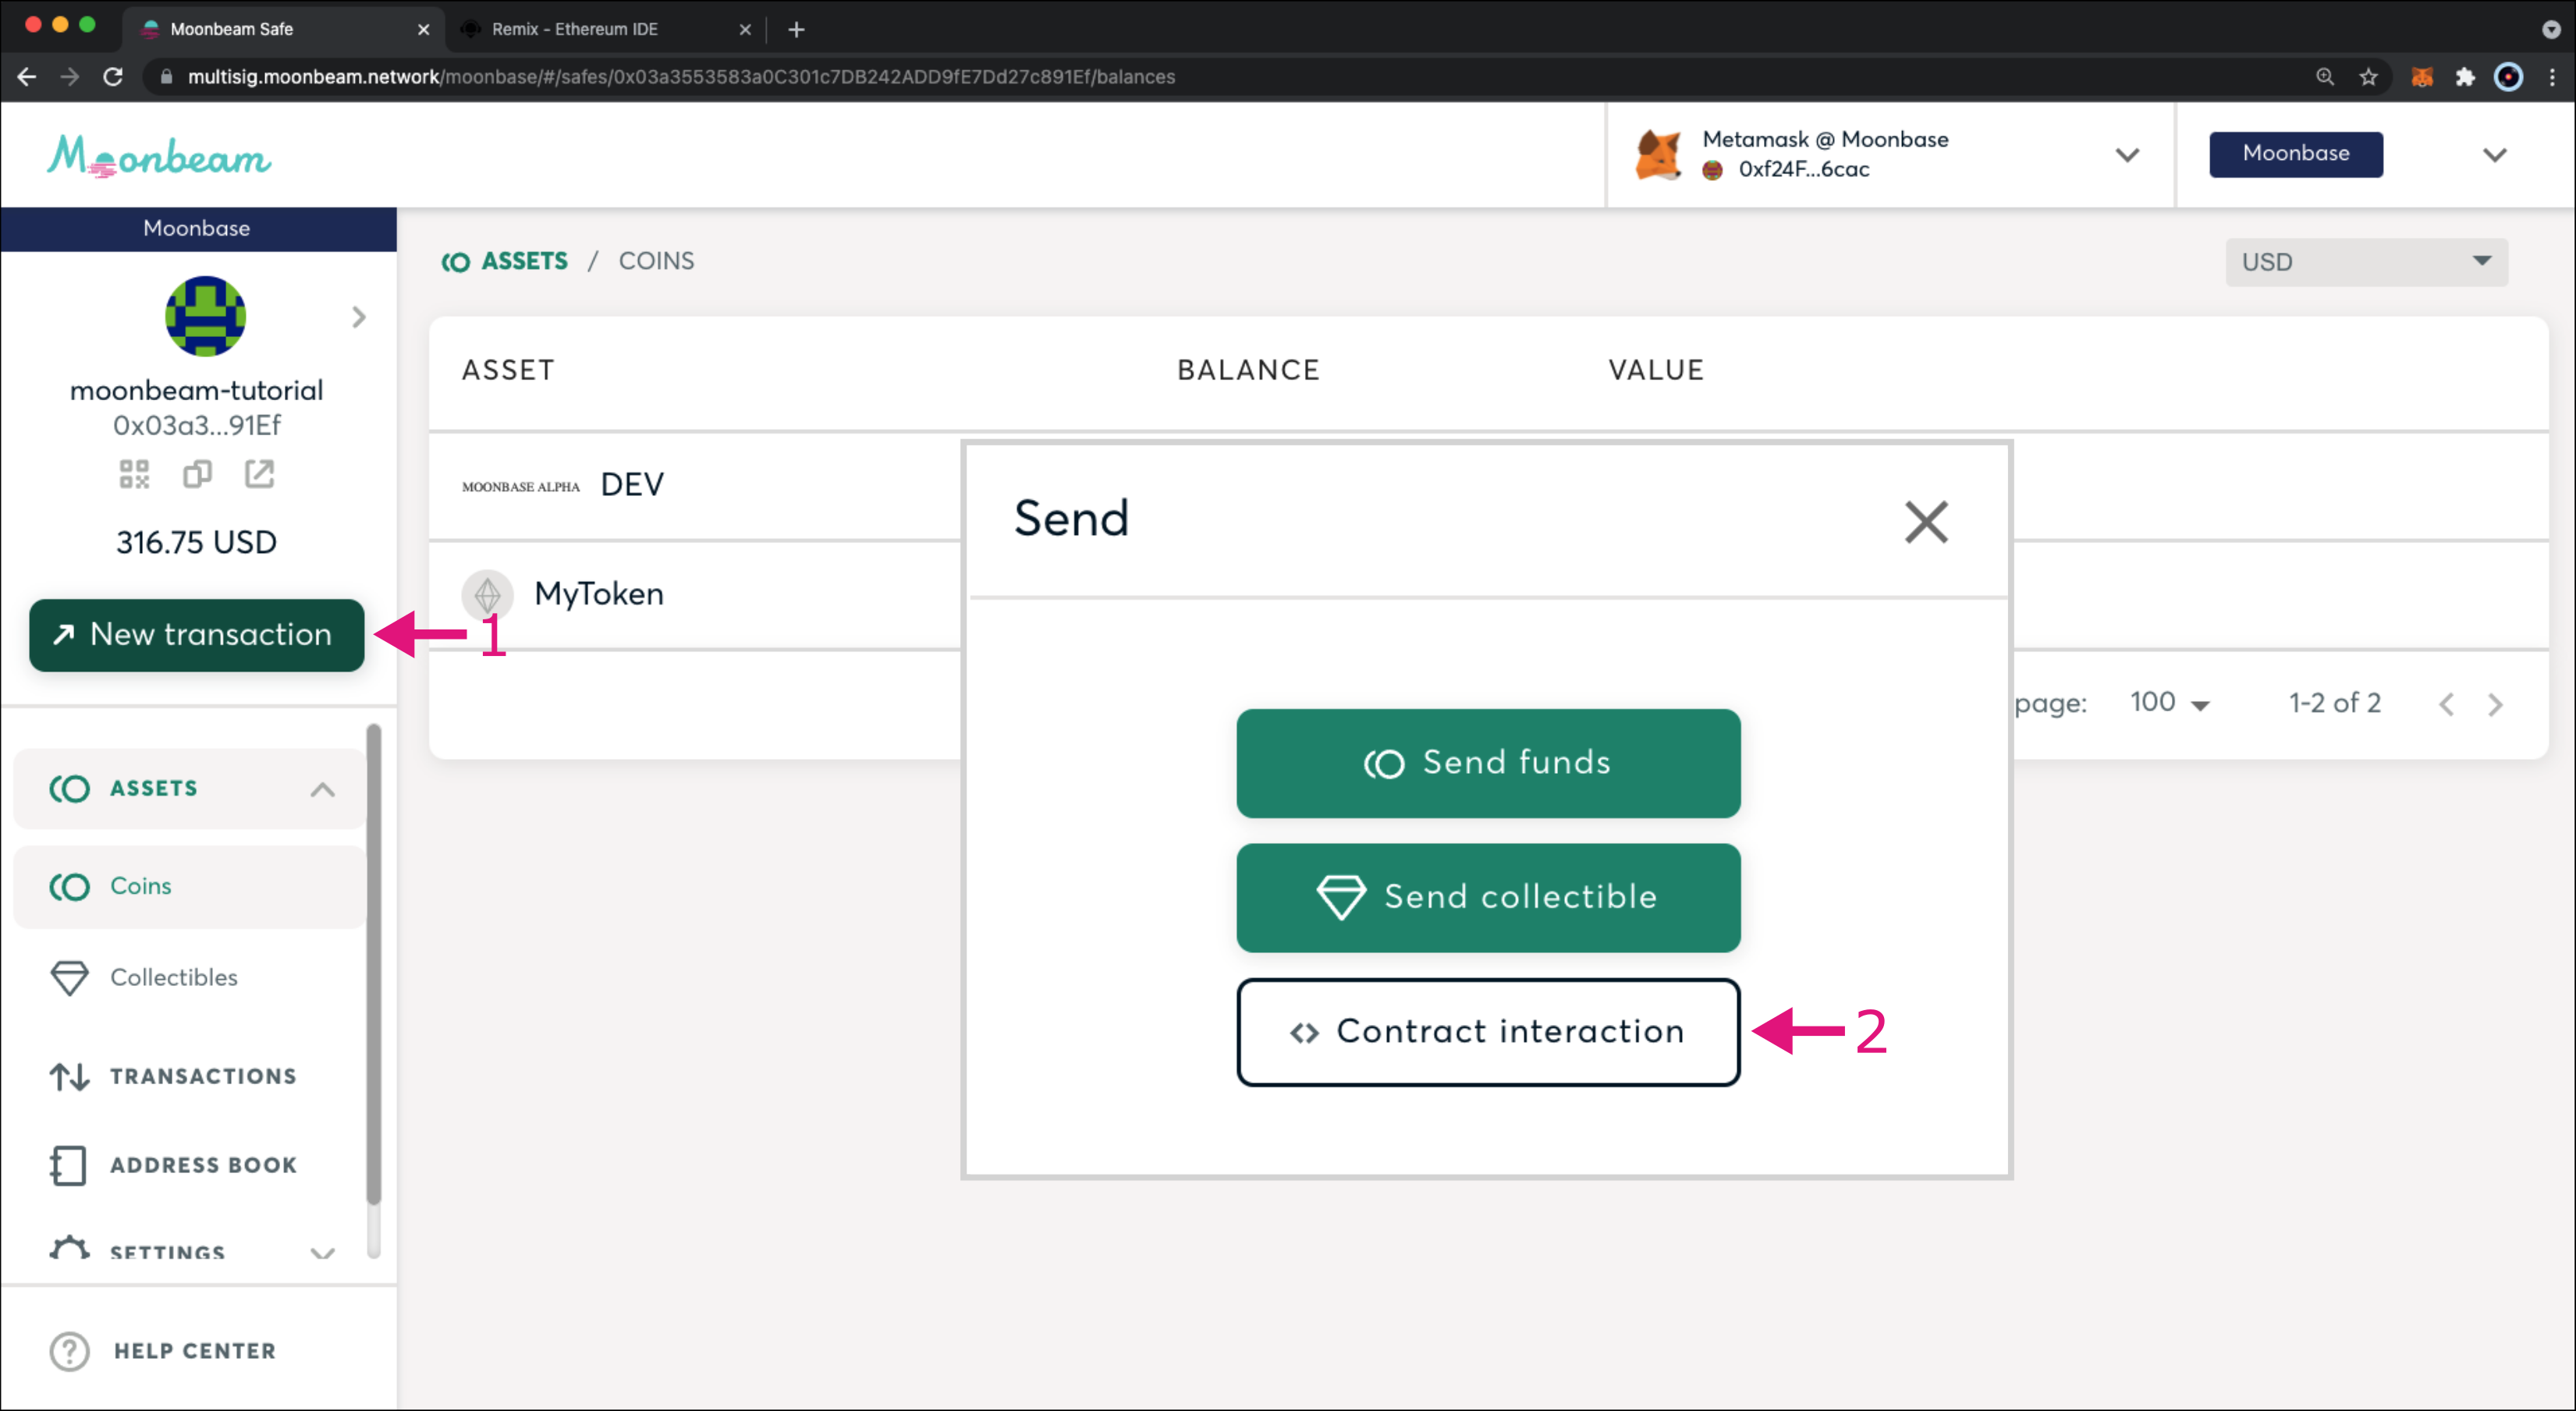 Moonbeam Safe
Remix - Ethereum IDE
multisig.moonbeam.network/moonbase/#/safes/0x03a3553583a0C301c7DB242ADD9fE7Dd27c891Ef/balances
Moonbeam
Metamask @ Moonbase
0xf24F...6cac
Moonbase
Moonbase
moonbeam-tutorial
0x03a3...91Ef
316.75 USD
New transaction
1
ASSETS
Coins
Collectibles
TRANSACTIONS
ADDRESS BOOK
SETTINGS
HELP CENTER
ASSETS / COINS
USD
ASSET BALANCE VALUE
MOONBASE ALPHA DEV
MyToken
page: 100 1-2 of 2
Send
Send funds
Send collectible
Contract interaction
2